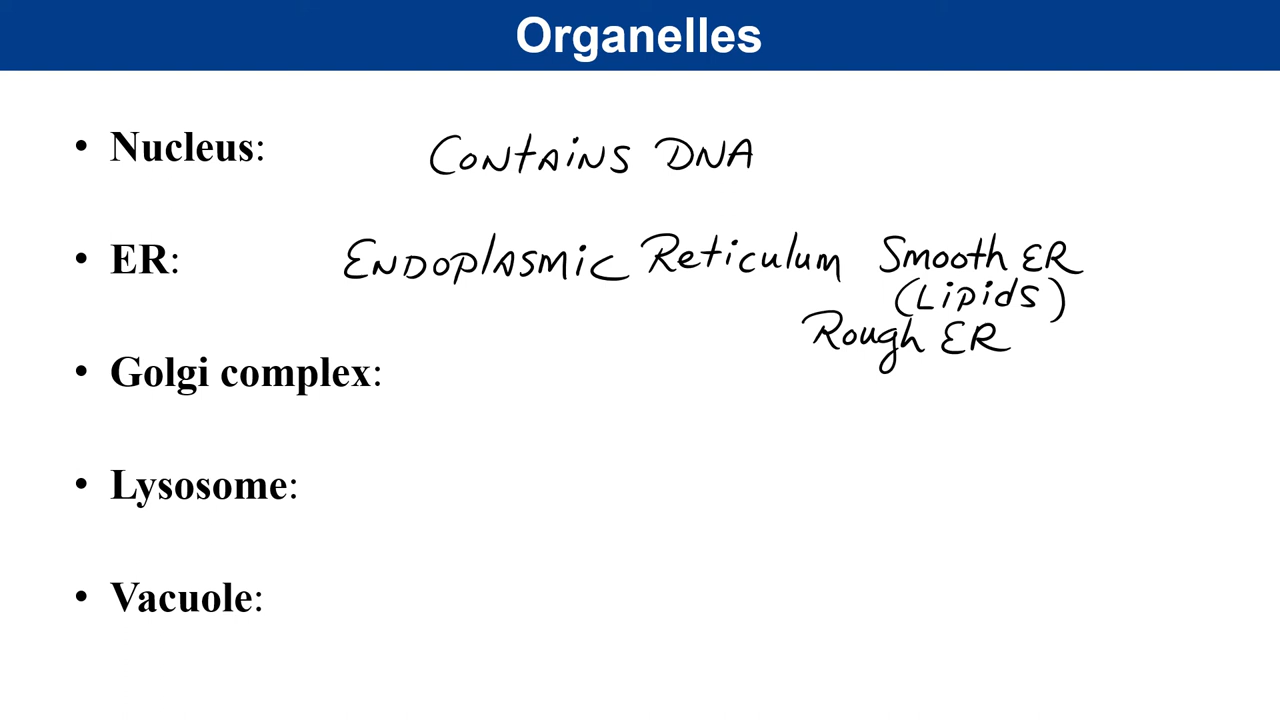 Organelles
• Nucleus: Contains DNA
• ER: Endoplasmic Reticulum Smooth ER
(Lipids)
Rough ER
• Golgi complex:
• Lysosome:
• Vacuole: